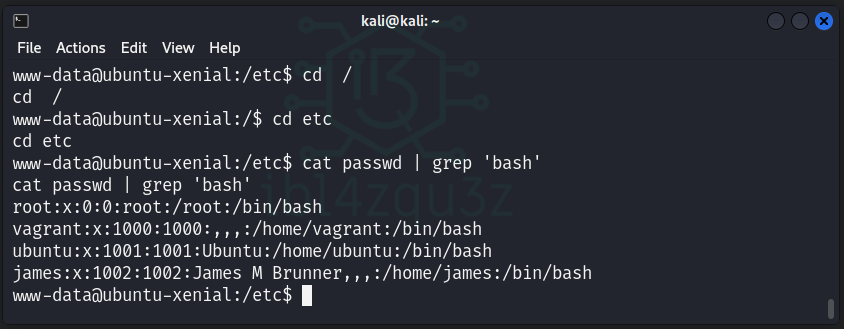 kali@kali: ~
File Actions Edit View Help
www-data@ubuntu-xenial:/etc$ cd  /
cd  /
www-data@ubuntu-xenial:/$ cd etc
cd etc
www-data@ubuntu-xenial:/etc$ cat passwd | grep 'bash'
cat passwd | grep 'bash'
root:x:0:0:root:/root:/bin/bash
vagrant:x:1000:1000:,,,:/home/vagrant:/bin/bash
ubuntu:x:1001:1001:Ubuntu:/home/ubuntu:/bin/bash
james:x:1002:1002:James M Brunner,,,:/home/james:/bin/bash
www-data@ubuntu-xenial:/etc$